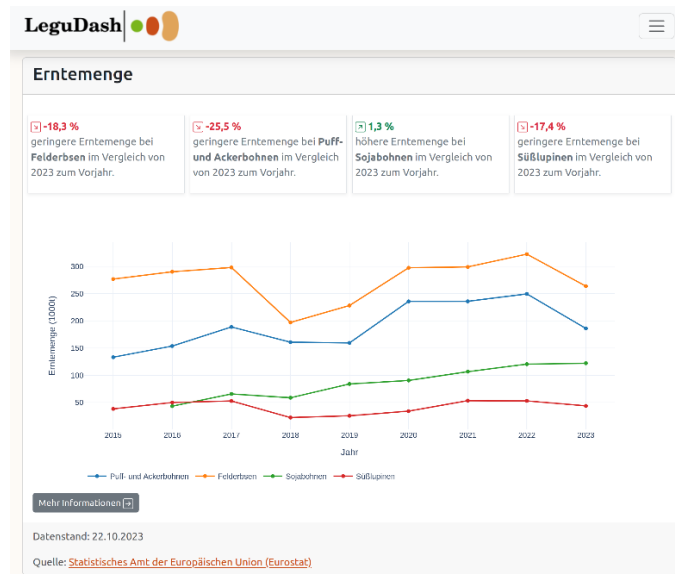 LeguDash
Erntemenge
-18,3 %
geringere Erntemenge bei
Felderbsen im Vergleich von
2023 zum Vorjahr.
-25,5 %
geringere Erntemenge bei Puff-
und Ackerbohnen im Vergleich
von 2023 zum Vorjahr.
1,3 %
höhere Erntemenge bei
Sojabohnen im Vergleich von
2023 zum Vorjahr.
-17,4 %
geringere Erntemenge bei
Süßlupinen im Vergleich von
2023 zum Vorjahr.
Erntemenge (1000t)
300
250
200
150
100
50
2015 2016 2017 2018 2019 2020 2021 2022 2023
Jahr
Puff- und Ackerbohnen Felderbsen Sojabohnen Süßlupinen
Mehr Informationen
Datenstand: 22.10.2023
Quelle: Statistisches Amt der Europäischen Union (Eurostat)